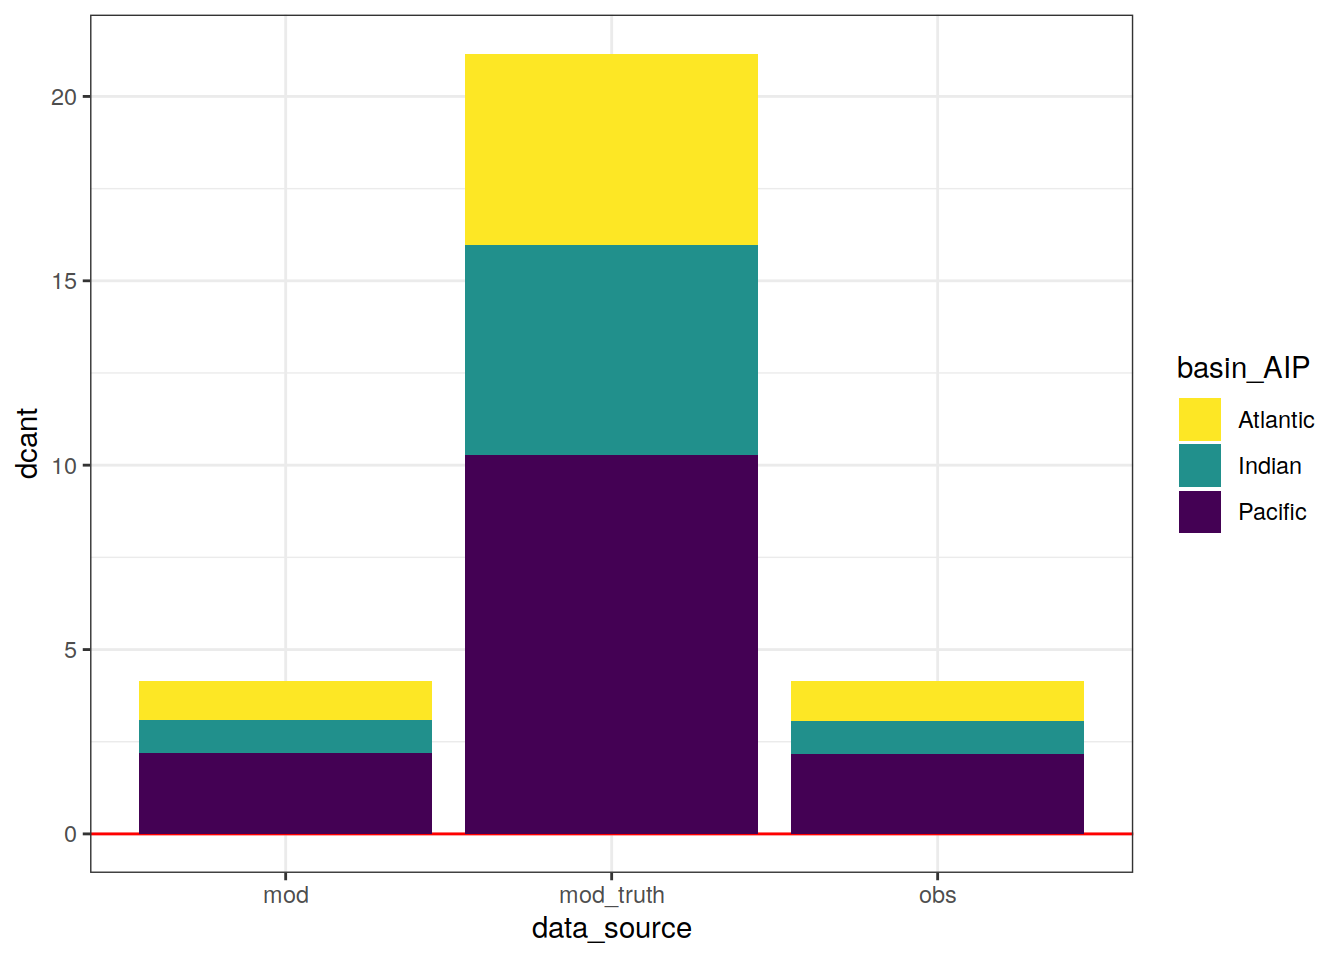 dcant
20
15
10
5
0
mod
mod_truth
obs
data_source
basin_AIP
Atlantic
Indian
Pacific